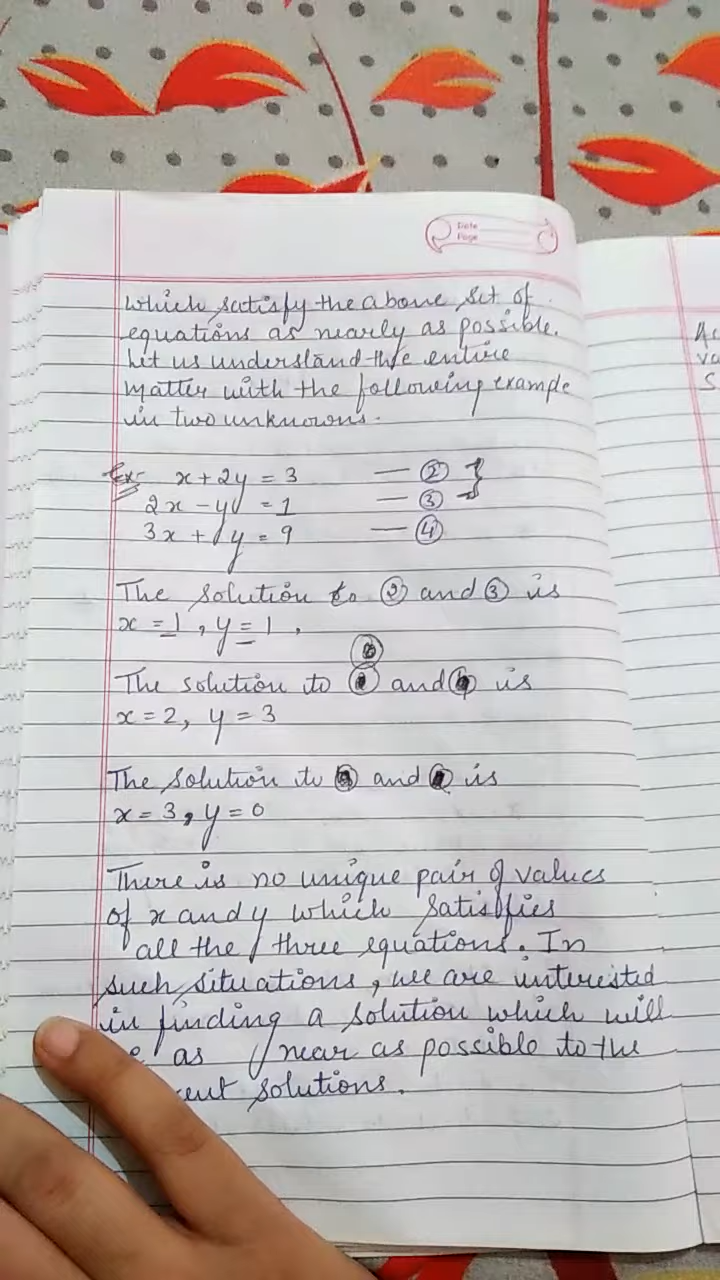 Date
Page
which satisfy the above set of
equations as nearly as possible.
Let us understand the entire
matter with the following example
in two unknowns.
Ex- x + 2y = 3 — ②
2x - y = 1 — ③
3x + y = 9 — ④
The solution to ② and ③ is
x = 1, y = 1,
The solution to and is
x = 2, y = 3
The solution to and is
x = 3, y = 0
There is no unique pair of values
of x and y which satisfies
all the three equations. In
such situations, we are interested
in finding a solution which will
as near as possible to the
solutions.